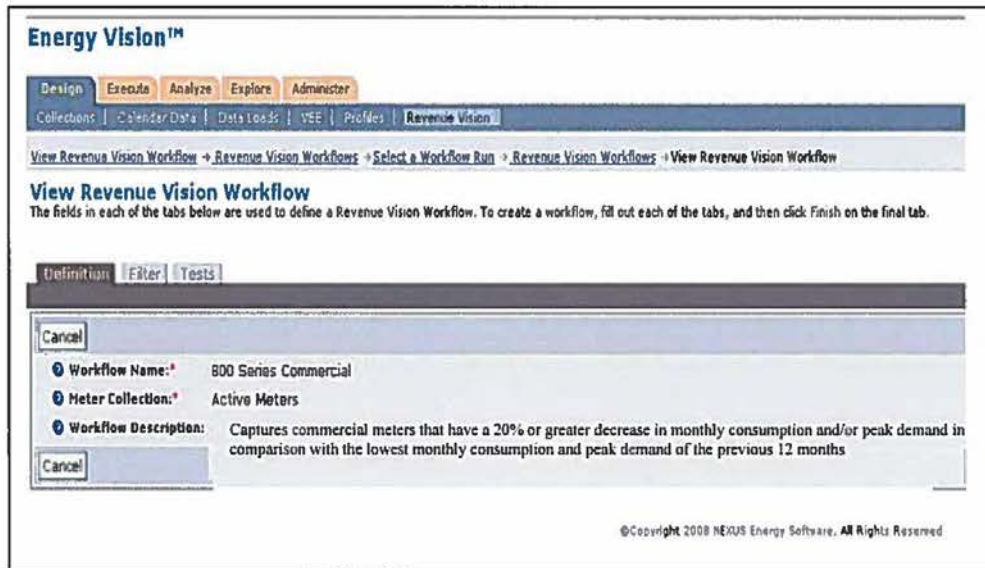 Energy Vision™
Design Execute Analyze Explore Administer
Collections | Calendar Data | Data Loads | VEE | Profiles | Revenue Vision
View Revenue Vision Workflow → Revenue Vision Workflows → Select a Workflow Run → Revenue Vision Workflows → View Revenue Vision Workflow
View Revenue Vision Workflow
The fields in each of the tabs below are used to define a Revenue Vision Workflow. To create a workflow, fill out each of the tabs, and then click Finish on the final tab.
Definition Filter Tests
Cancel
Workflow Name:* 800 Series Commercial
Meter Collection:* Active Meters
Workflow Description: Captures commercial meters that have a 20% or greater decrease in monthly consumption and/or peak demand in
comparison with the lowest monthly consumption and peak demand of the previous 12 months
Cancel
©Copyright 2008 NEXUS Energy Software. All Rights Reserved